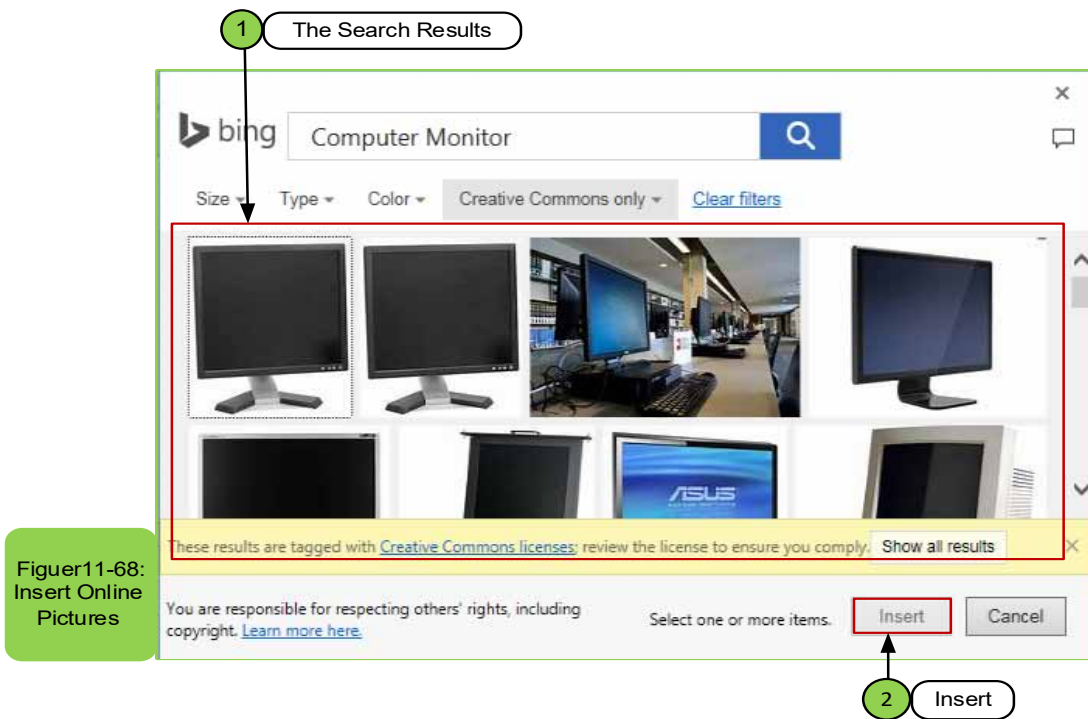 1 The Search Results
bing Computer Monitor
Size Type Color Creative Commons only Clear filters
ASUS
These results are tagged with Creative Commons licenses; review the license to ensure you comply. Show all results
Figuer11-68:
Insert Online
Pictures
You are responsible for respecting others' rights, including
copyright. Learn more here.
Select one or more items. Insert Cancel
2 Insert